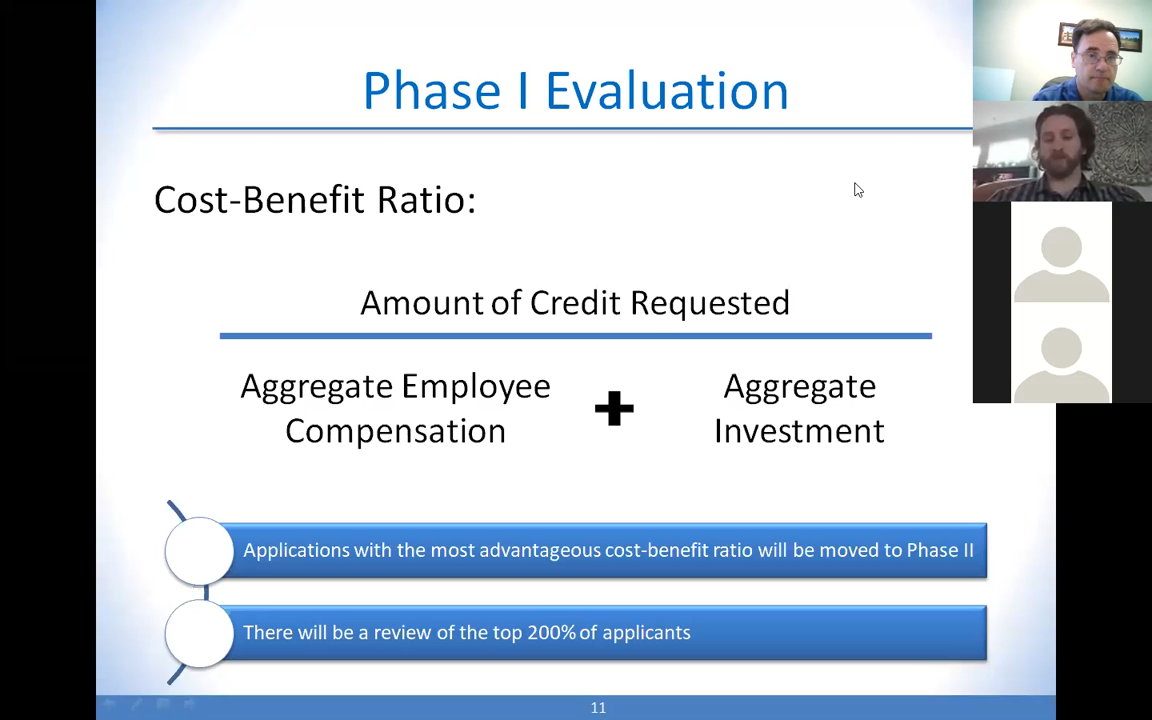 Phase I Evaluation
Cost-Benefit Ratio:
Amount of Credit Requested
Aggregate Employee
Compensation
+
Aggregate
Investment
Applications with the most advantageous cost-benefit ratio will be moved to Phase II
There will be a review of the top 200% of applicants
11